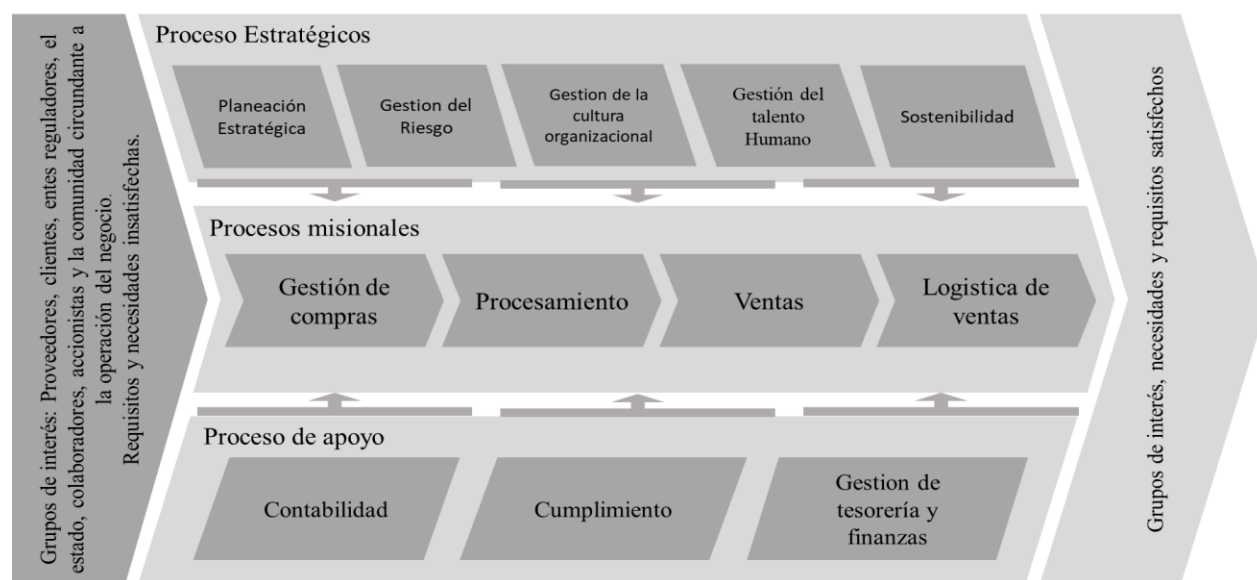 Grupos de interés: Proveedores, clientes, entes reguladores, el
estado, colaboradores, accionistas y la comunidad circundante a
la operación del negocio.
Requisitos y necesidades insatisfechas.
Proceso Estratégicos
Planeación
Estratégica
Gestion del
Riesgo
Gestion de la
cultura
organizacional
Gestión del
talento
Humano
Sostenibilidad
Procesos misionales
Gestión de
compras
Procesamiento
Ventas
Logistica de
ventas
Proceso de apoyo
Contabilidad
Cumplimiento
Gestion de
tesorería y
finanzas
Grupos de interés, necesidades y requisitos satisfechos